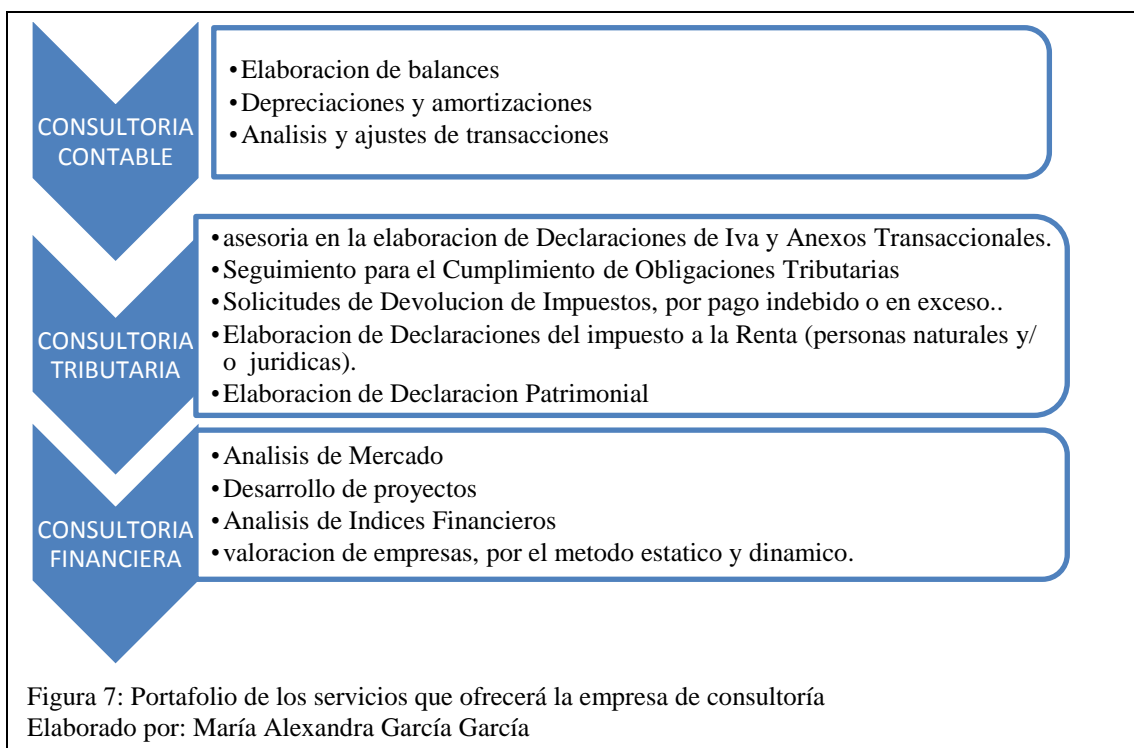 CONSULTORIA
CONTABLE
•Elaboracion de balances
•Depreciaciones y amortizaciones
•Analisis y ajustes de transacciones
CONSULTORIA
TRIBUTARIA
•asesoria en la elaboracion de Declaraciones de Iva y Anexos Transaccionales.
•Seguimiento para el Cumplimiento de Obligaciones Tributarias
•Solicitudes de Devolucion de Impuestos, por pago indebido o en exceso..
•Elaboracion de Declaraciones del impuesto a la Renta (personas naturales y/
o juridicas).
•Elaboracion de Declaracion Patrimonial
CONSULTORIA
FINANCIERA
•Analisis de Mercado
•Desarrollo de proyectos
•Analisis de Indices Financieros
•valoracion de empresas, por el metodo estatico y dinamico.
Figura 7: Portafolio de los servicios que ofrecerá la empresa de consultoría
Elaborado por: María Alexandra García García